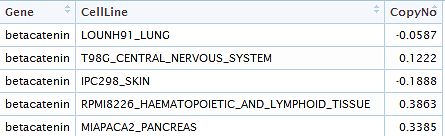 Gene CellLine CopyNo
betacatenin LOUNH91_LUNG -0.0587
betacatenin T98G_CENTRAL_NERVOUS_SYSTEM 0.1222
betacatenin IPC298_SKIN -0.1888
betacatenin RPMI8226_HAEMATOPOIETIC_AND_LYMPHOID_TISSUE 0.3863
betacatenin MIAPACA2_PANCREAS 0.3385